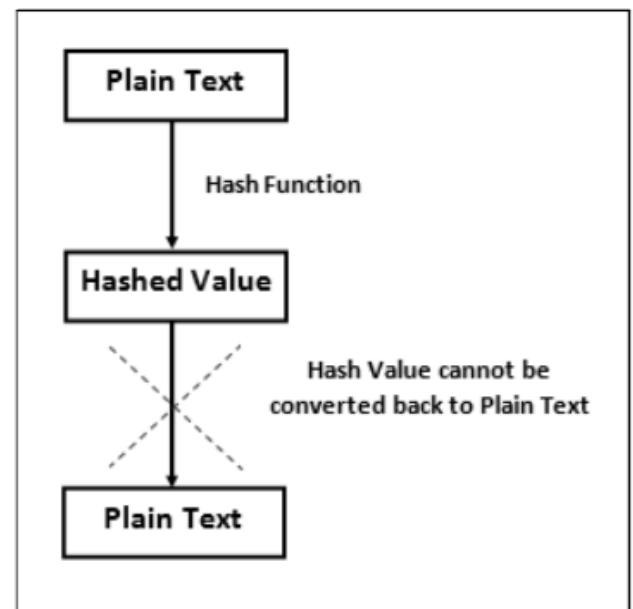 Plain Text
Hash Function
Hashed Value
Hash Value cannot be
converted back to Plain Text
Plain Text